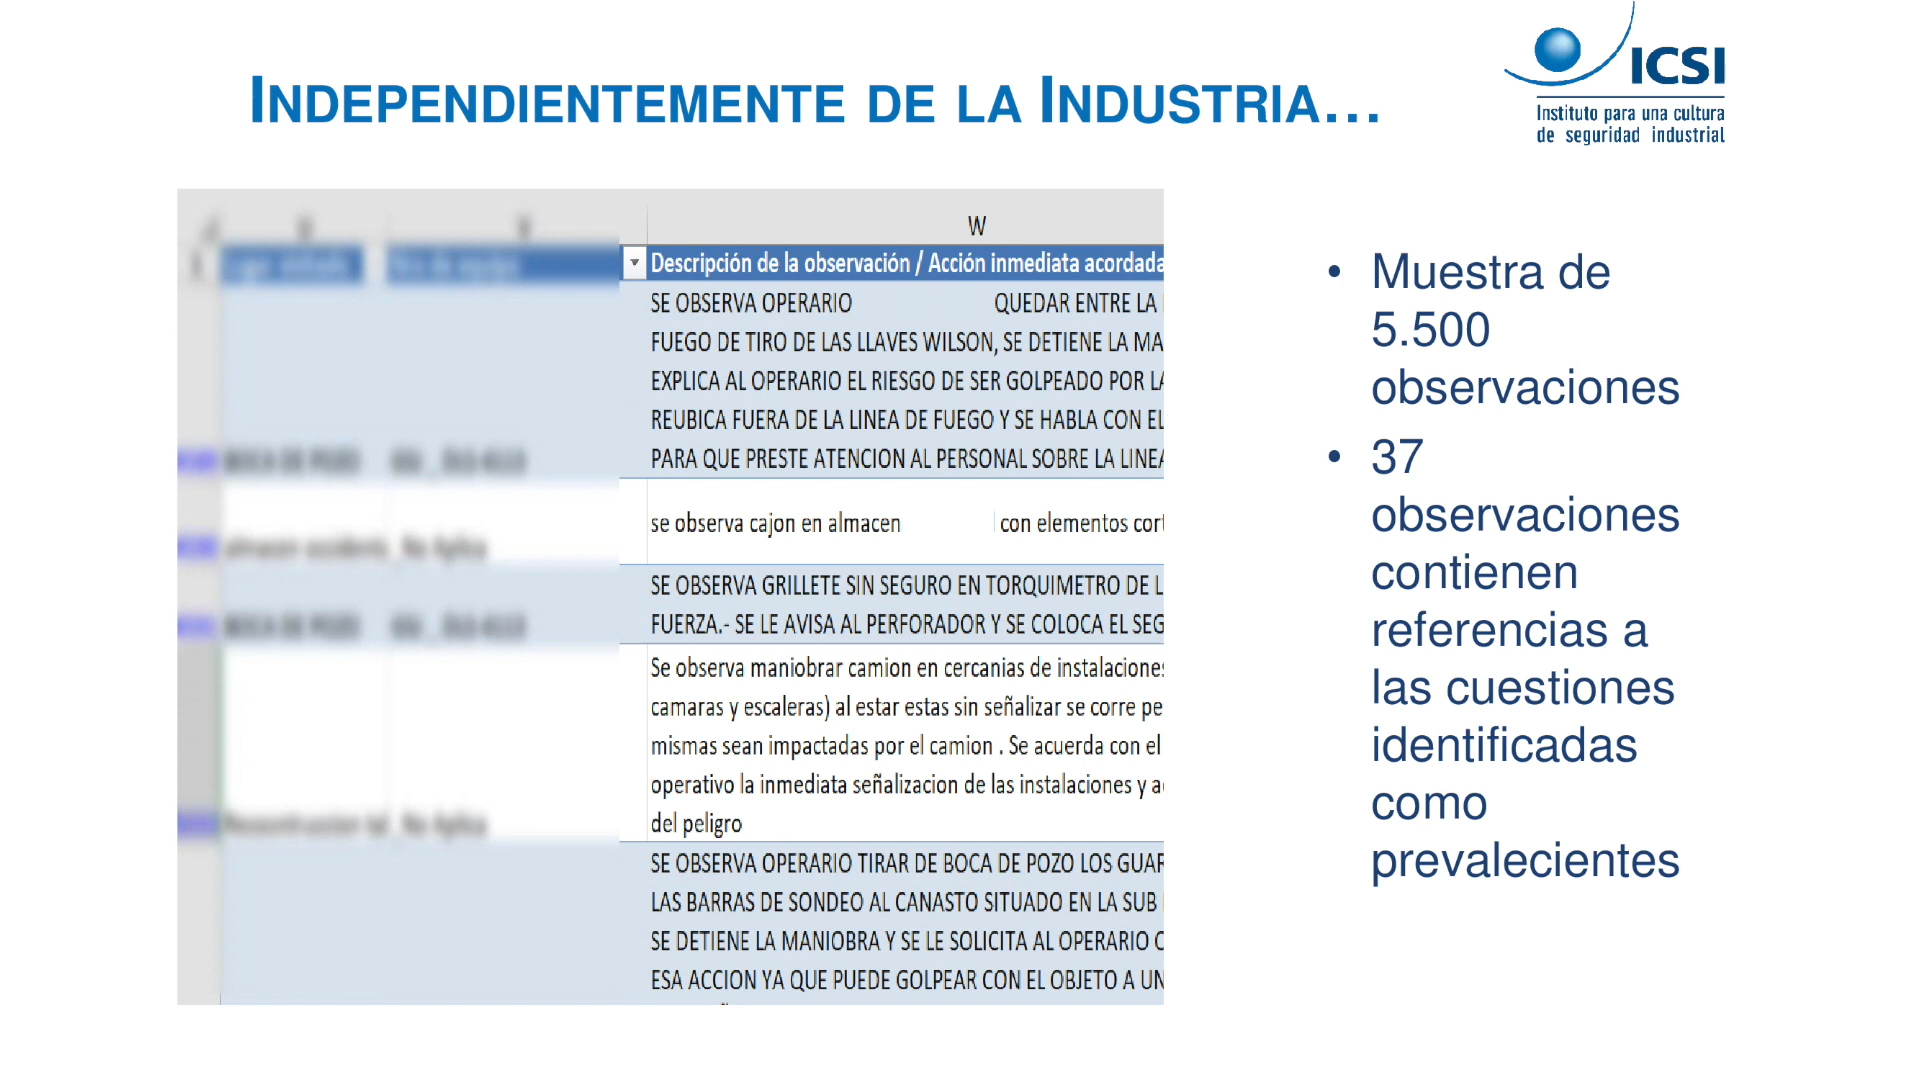 INDEPENDIENTEMENTE DE LA INDUSTRIA…
ICSI
Instituto para una cultura
de seguridad industrial
W
Descripción de la observación / Acción inmediata acordada
SE OBSERVA OPERARIO QUEDAR ENTRE LA
FUEGO DE TIRO DE LAS LLAVES WILSON, SE DETIENE LA MA
EXPLICA AL OPERARIO EL RIESGO DE SER GOLPEADO POR LA
REUBICA FUERA DE LA LINEA DE FUEGO Y SE HABLA CON EL
PARA QUE PRESTE ATENCION AL PERSONAL SOBRE LA LINEA
se observa cajon en almacen con elementos cort
SE OBSERVA GRILLETE SIN SEGURO EN TORQUIMETRO DE L
FUERZA.- SE LE AVISA AL PERFORADOR Y SE COLOCA EL SEG
Se observa maniobrar camion en cercanias de instalaciones
camaras y escaleras) al estar estas sin señalizar se corre pe
mismas sean impactadas por el camion . Se acuerda con el
operativo la inmediata señalizacion de las instalaciones y a
del peligro
SE OBSERVA OPERARIO TIRAR DE BOCA DE POZO LOS GUAR
LAS BARRAS DE SONDEO AL CANASTO SITUADO EN LA SUB
SE DETIENE LA MANIOBRA Y SE LE SOLICITA AL OPERARIO C
ESA ACCION YA QUE PUEDE GOLPEAR CON EL OBJETO A UN
• Muestra de
5.500
observaciones
• 37
observaciones
contienen
referencias a
las cuestiones
identificadas
como
prevalecientes